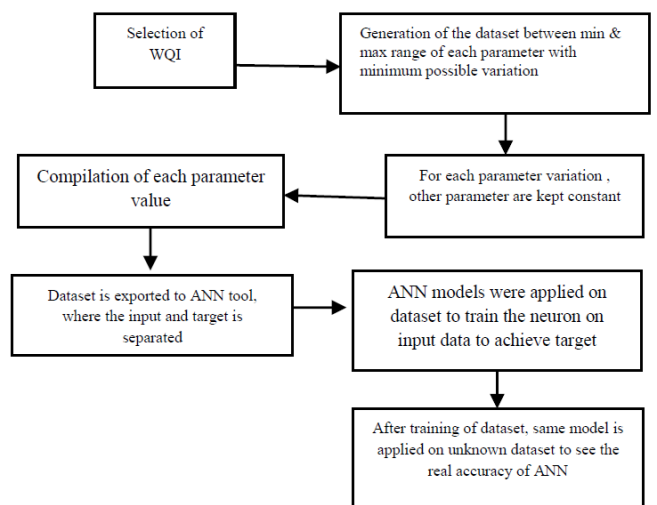 Selection of
WQI
Generation of the dataset between min &
max range of each parameter with
minimum possible variation
For each parameter variation ,
other parameter are kept constant
Compilation of each parameter
value
Dataset is exported to ANN tool,
where the input and target is
separated
ANN models were applied on
dataset to train the neuron on
input data to achieve target
After training of dataset, same model is
applied on unknown dataset to see the
real accuracy of ANN